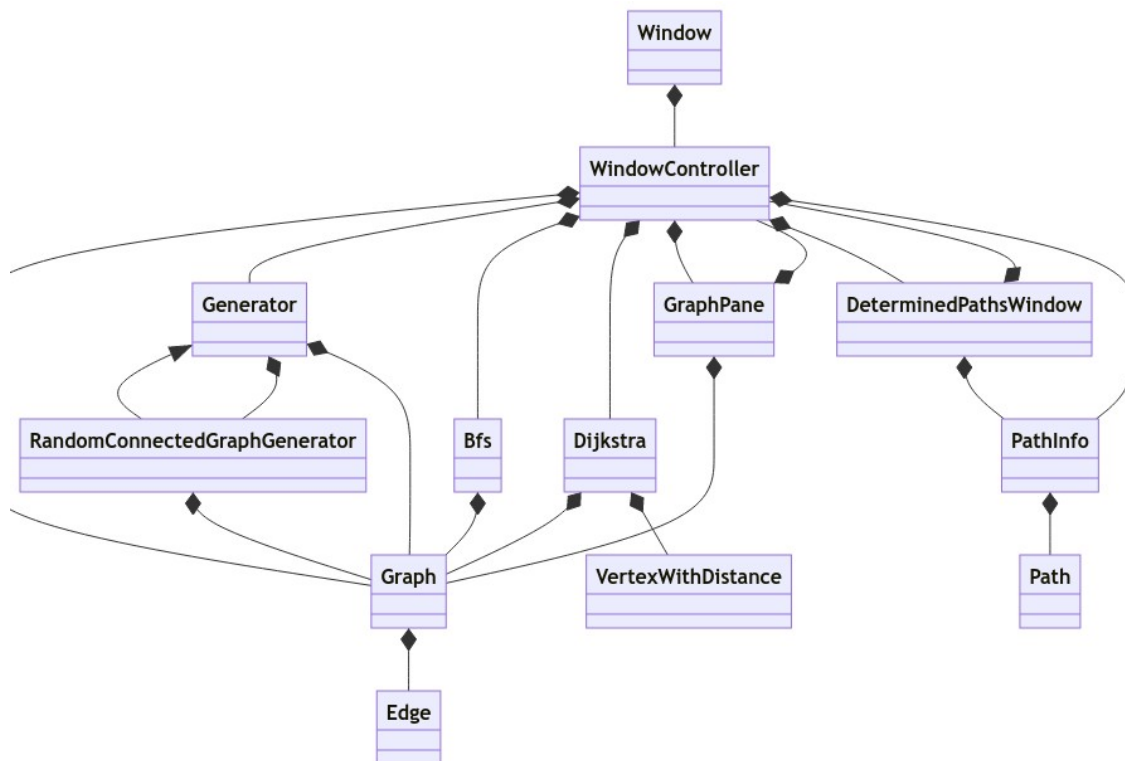 Window
WindowController
Generator
GraphPane
DeterminedPathsWindow
RandomConnectedGraphGenerator
Bfs
Dijkstra
PathInfo
Graph
VertexWithDistance
Path
Edge